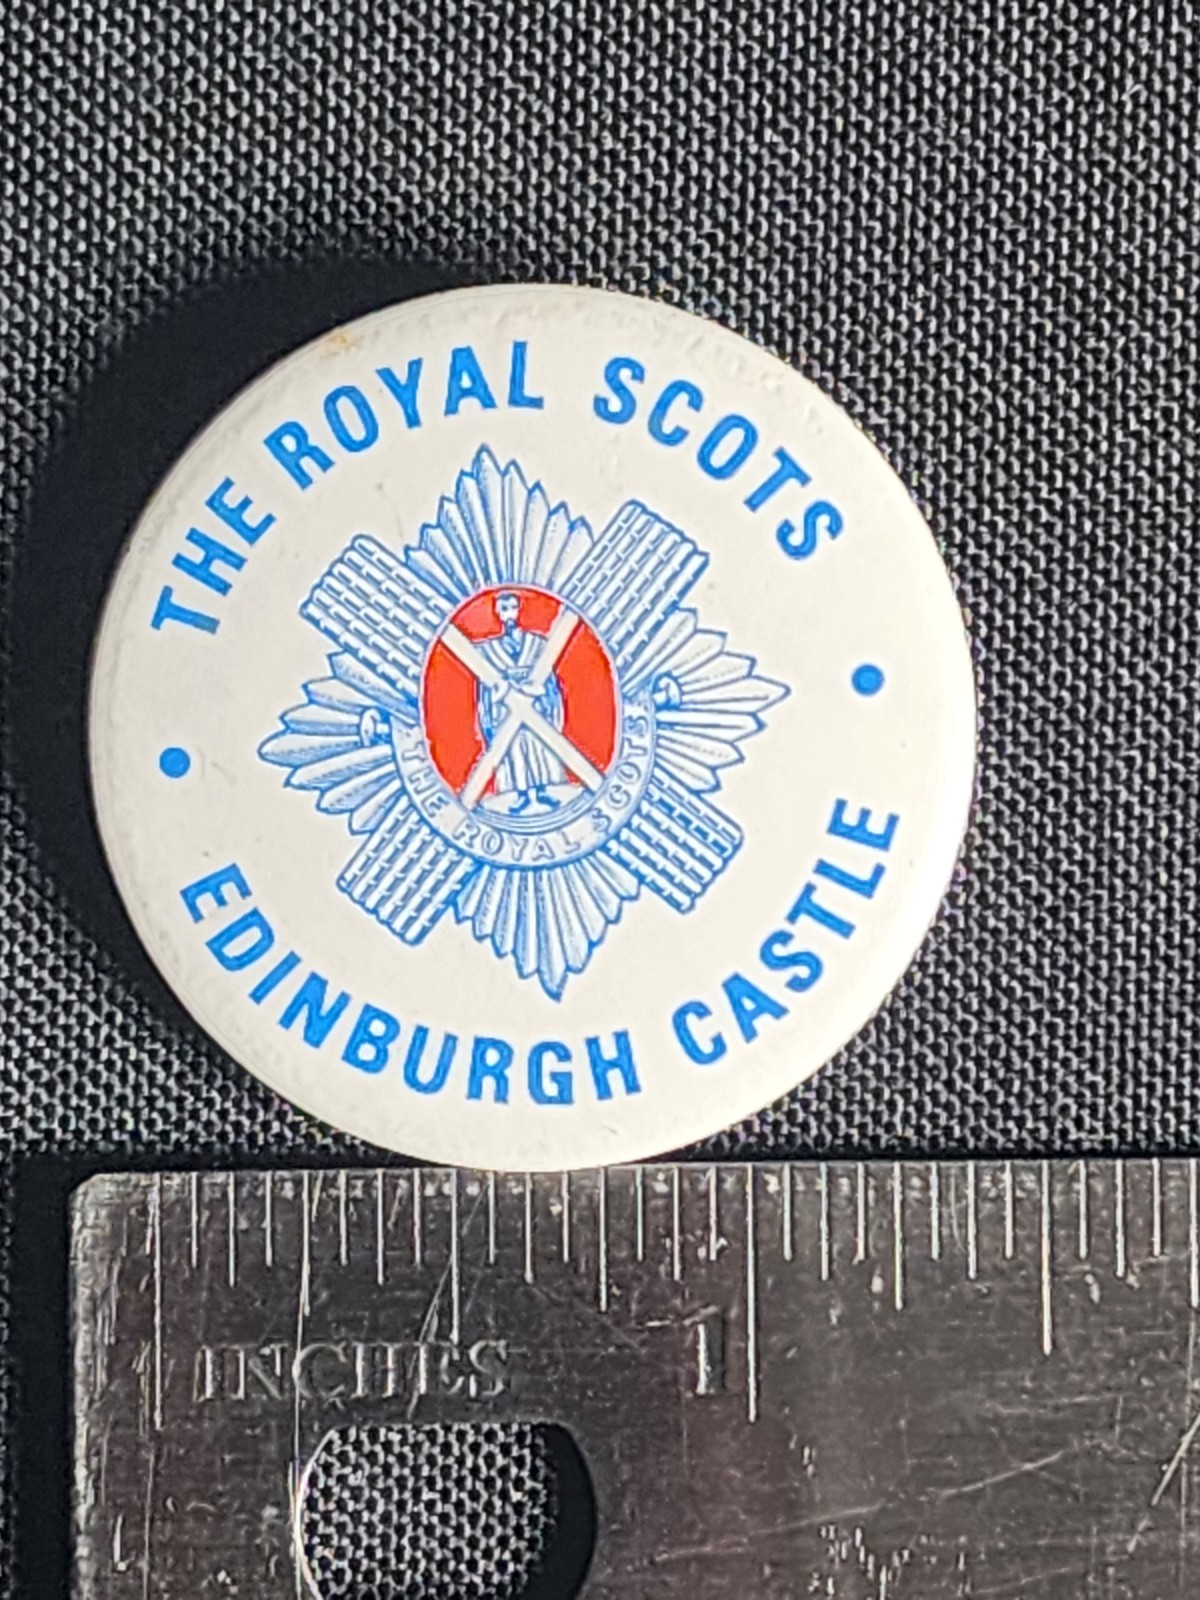 THE ROYAL SCOTS
THE ROYAL SCOTS
EDINBURGH CASTLE
INCHES
1